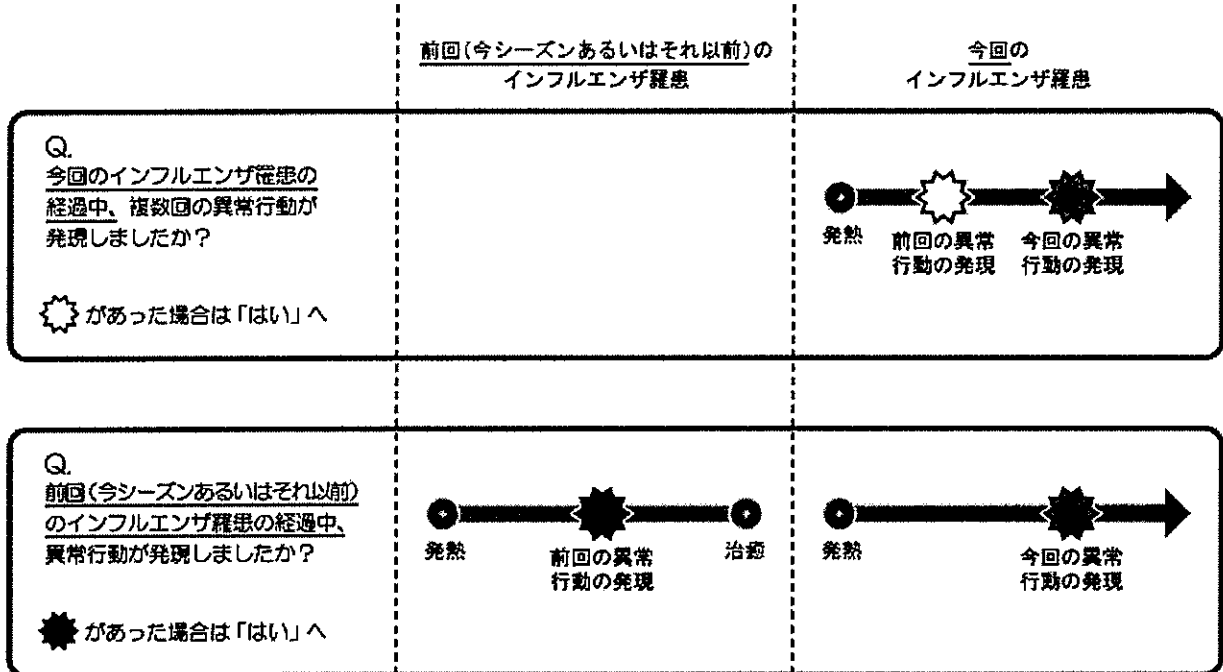 前回(今シーズンあるいはそれ以前)の
インフルエンザ罹患
今回の
インフルエンザ罹患
Q.
今回のインフルエンザ罹患の
経過中、複数回の異常行動が
発現しましたか?
があった場合は「はい」へ
発熱
前回の異常
行動の発現
今回の異常
行動の発現
Q.
前回(今シーズンあるいはそれ以前)
のインフルエンザ罹患の経過中、
異常行動が発現しましたか?
があった場合は「はい」へ
発熱
前回の異常
行動の発現
治癒
発熱
今回の異常
行動の発現